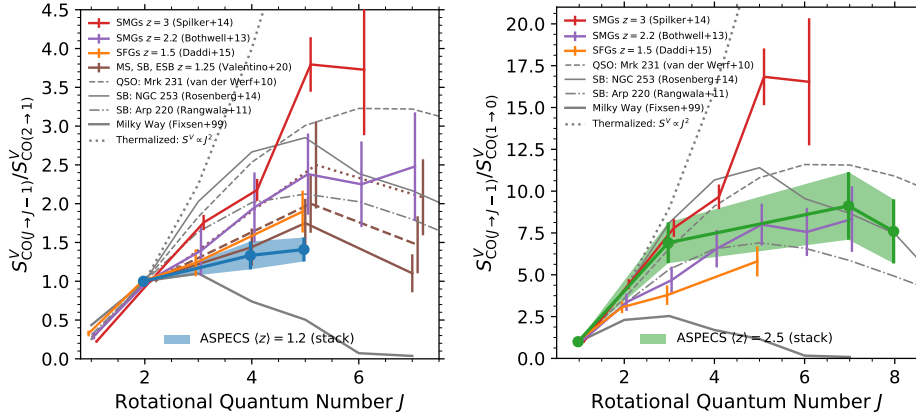 SMGs z = 3 (Spilker+14)
SMGs z = 2.2 (Bothwell+13)
SFGs z = 1.5 (Daddi+15)
MS, SB, ESB z = 1.25 (Valentino+20)
QSO: Mrk 231 (van der Werf+10)
SB: NGC 253 (Rosenberg+14)
SB: Arp 220 (Rangwala+11)
Milky Way (Fixsen+99)
Thermalized: S^V ∝ J^2
ASPECS ⟨z⟩ = 1.2 (stack)
S^V_CO(J→J−1)/S^V_CO(2→1)
0.0
0.5
1.0
1.5
2.0
2.5
3.0
3.5
4.0
4.5
0
2
4
6
Rotational Quantum Number J
SMGs z = 3 (Spilker+14)
SMGs z = 2.2 (Bothwell+13)
SFGs z = 1.5 (Daddi+15)
QSO: Mrk 231 (van der Werf+10)
SB: NGC 253 (Rosenberg+14)
SB: Arp 220 (Rangwala+11)
Milky Way (Fixsen+99)
Thermalized: S^V ∝ J^2
ASPECS ⟨z⟩ = 2.5 (stack)
S^V_CO(J→J−1)/S^V_CO(1→0)
0.0
2.5
5.0
7.5
10.0
12.5
15.0
17.5
20.0
2
4
6
8
Rotational Quantum Number J